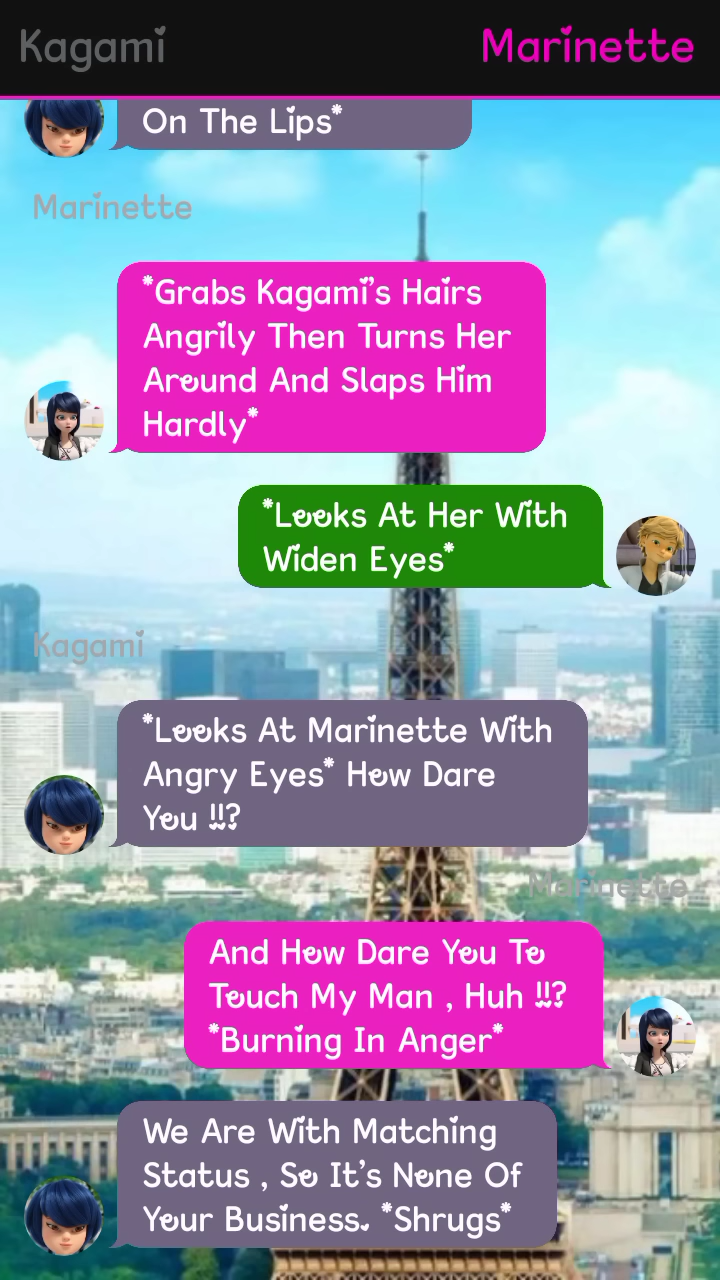 Kagami
Marinette
On The Lips*
Marinette
*Grabs Kagami's Hairs
Angrily Then Turns Her
Around And Slaps Him
Hardly*
*Looks At Her With
Widen Eyes*
Kagami
*Looks At Marinette With
Angry Eyes* How Dare
You !!?
Marinette
And How Dare You To
Touch My Man , Huh !!?
*Burning In Anger*
We Are With Matching
Status , So It's None Of
Your Business. *Shrugs*